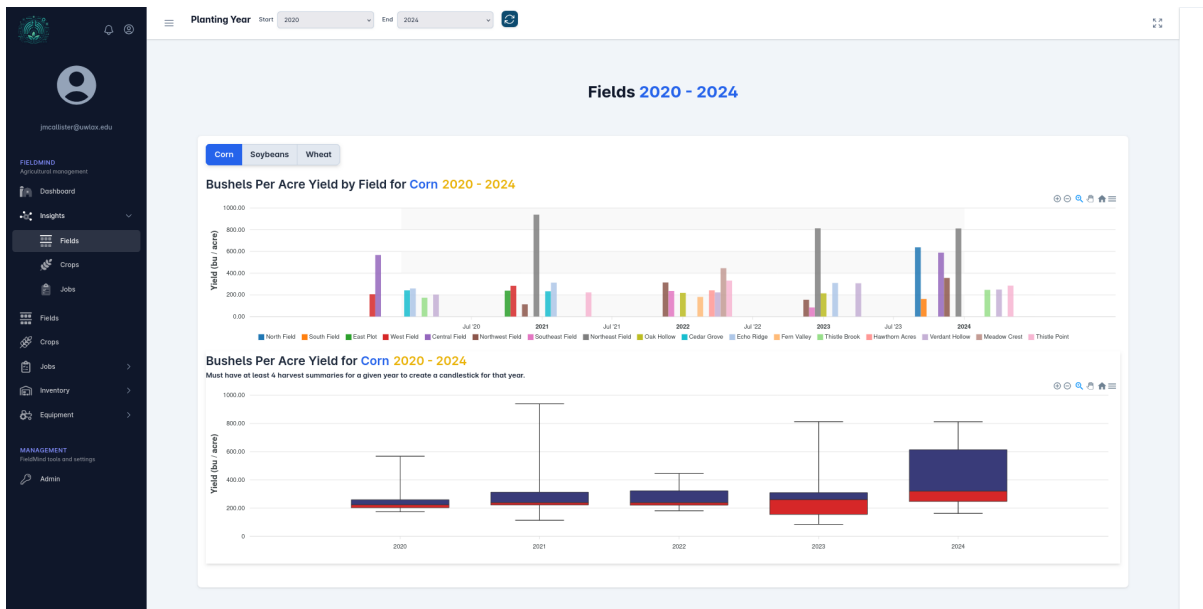 Planting Year Start 2020 End 2024
jmcallister@uwlax.edu
FIELDMIND
Agricultural management
Dashboard
Insights
Fields
Crops
Jobs
Fields
Crops
Jobs
Inventory
Equipment
MANAGEMENT
FieldMind tools and settings
Admin
Fields 2020 - 2024
Corn Soybeans Wheat
Bushels Per Acre Yield by Field for Corn 2020 - 2024
Yield (bu / acre)
1000.00
800.00
600.00
400.00
200.00
0.00
Jul '20 2021 Jul '21 2022 Jul '22 2023 Jul '23 2024
North Field South Field East Plot West Field Central Field Northwest Field Southeast Field Northeast Field Oak Hollow Cedar Grove Echo Ridge Fern Valley Thistle Brook Hawthorn Acres Verdant Hollow Meadow Crest Thistle Point
Bushels Per Acre Yield for Corn 2020 - 2024
Must have at least 4 harvest summaries for a given year to create a candlestick for that year.
Yield (bu / acre)
1000.00
800.00
600.00
400.00
200.00
0
2020 2021 2022 2023 2024